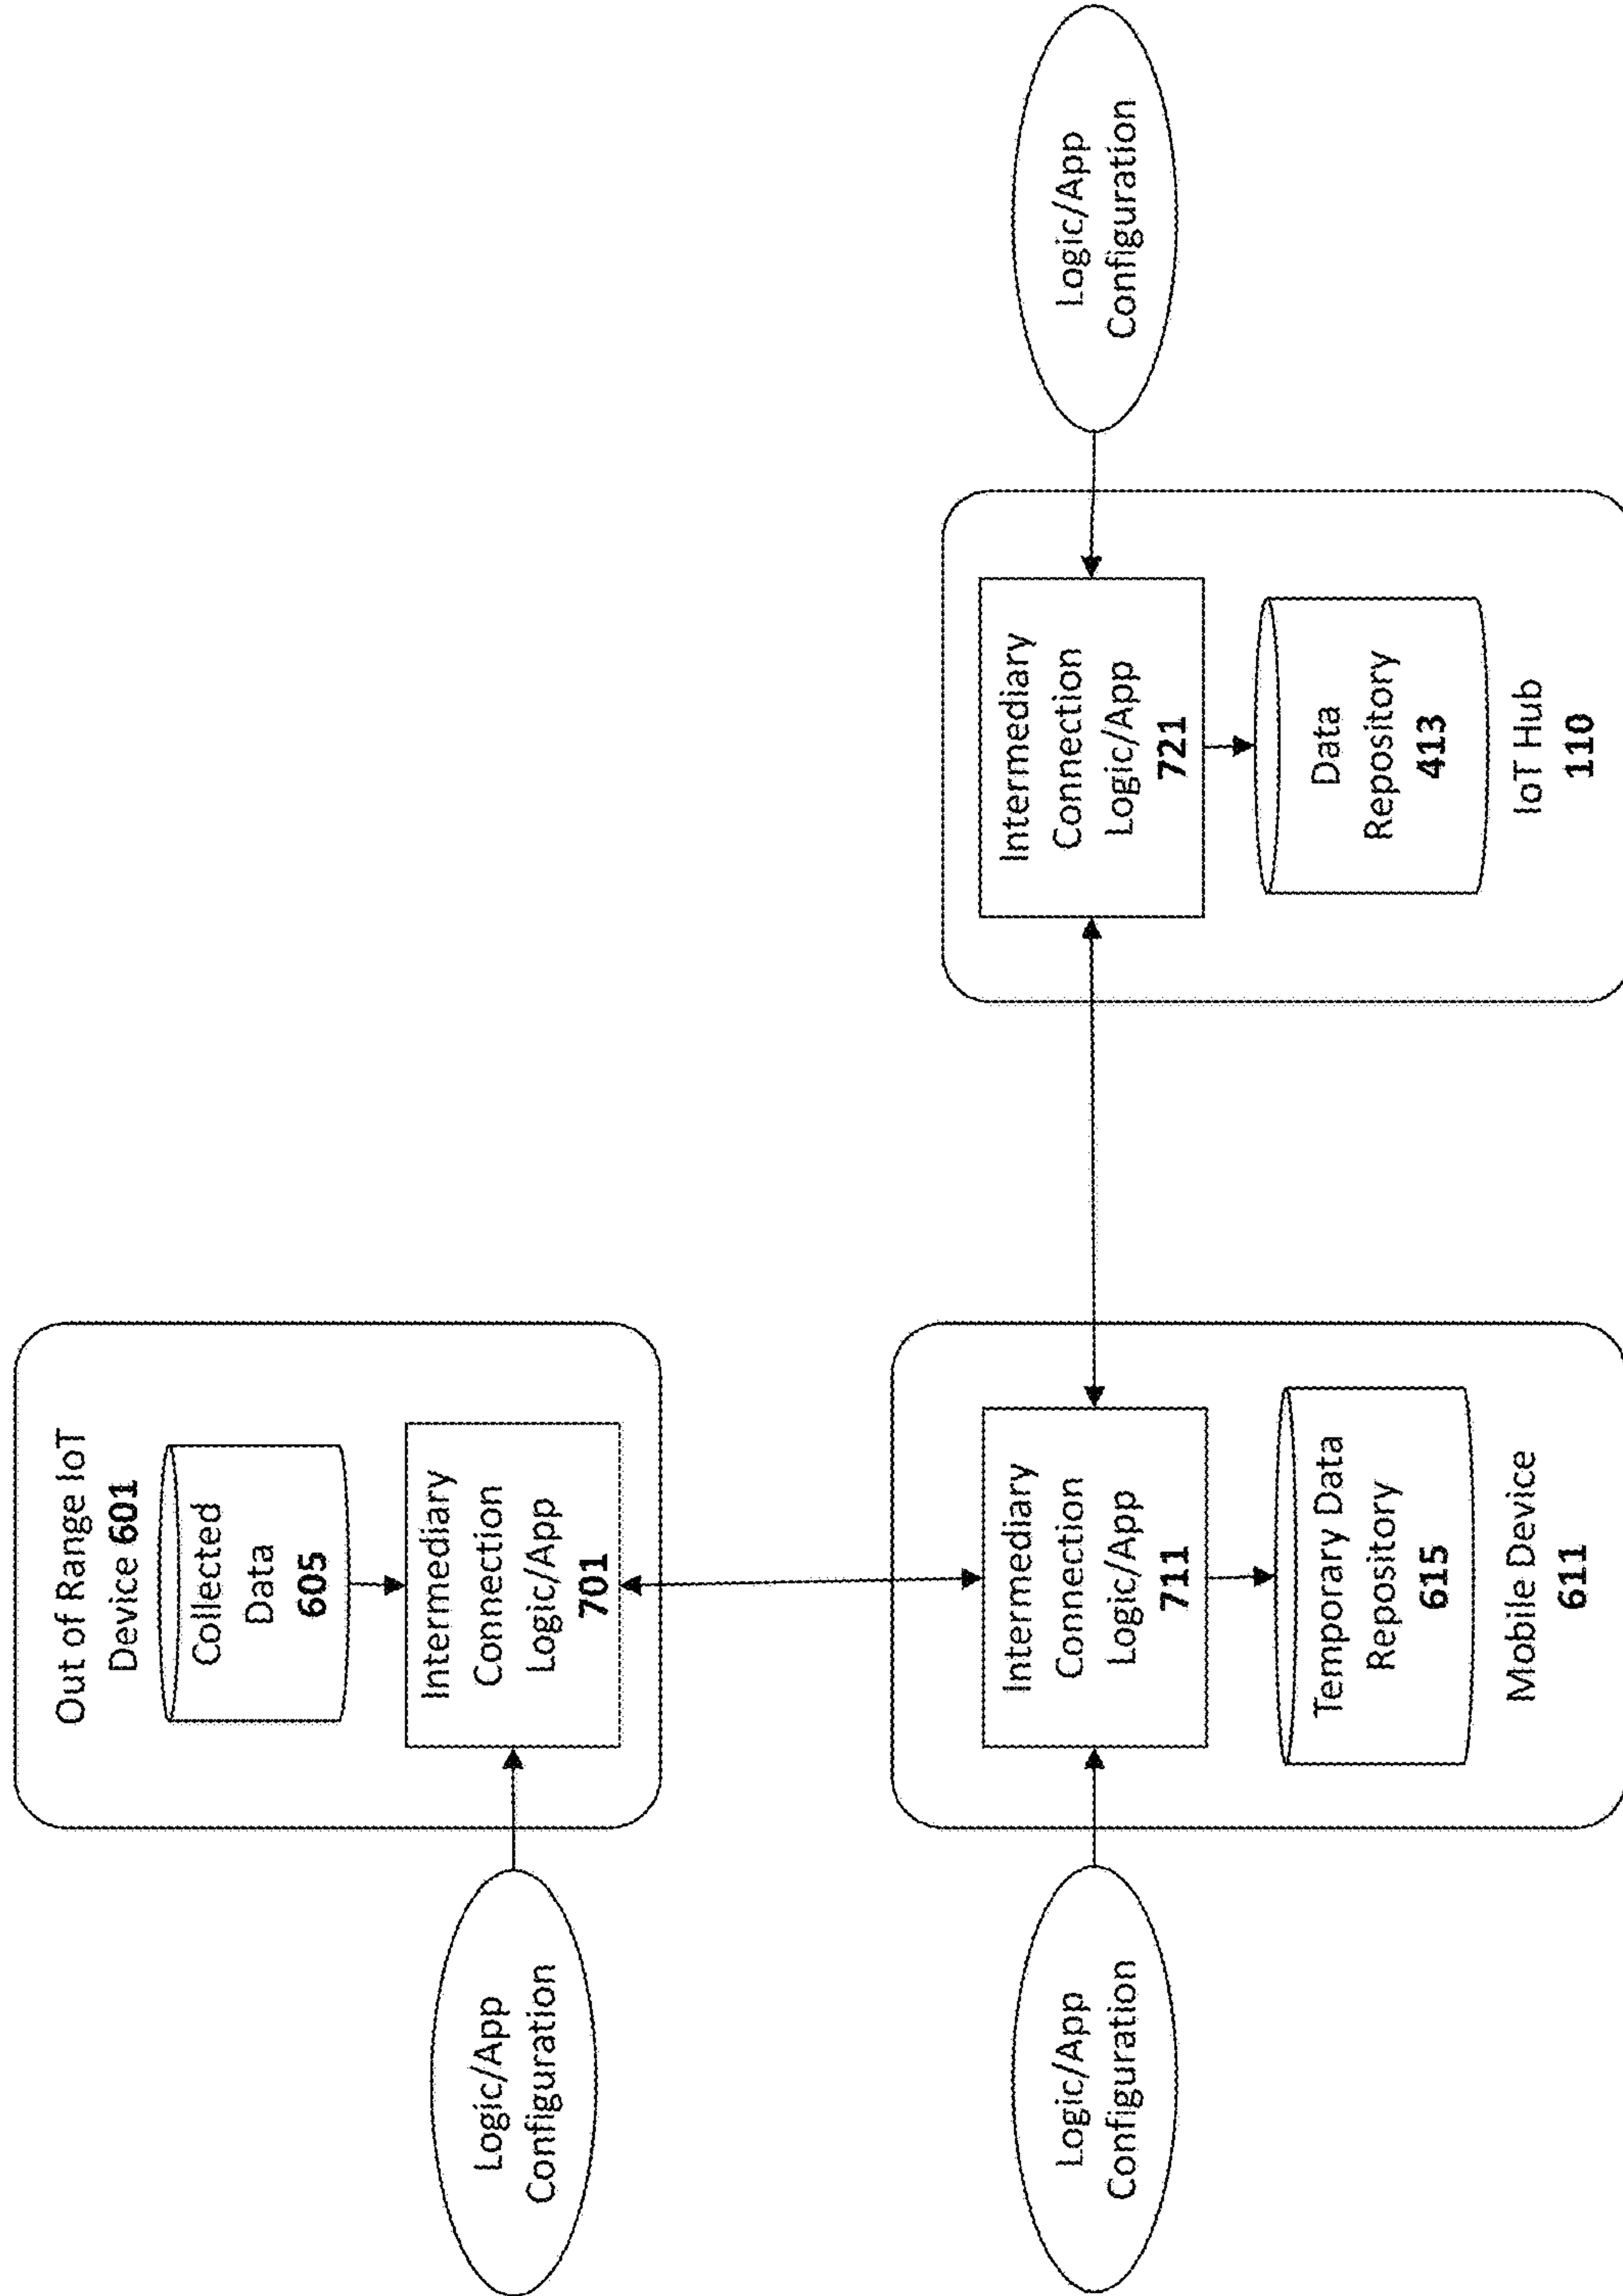 Out of Range IoT
Device 601
Collected
Data
605
Intermediary
Connection
Logic/App
701
Logic/App
Configuration
Logic/App
Configuration
Intermediary
Connection
Logic/App
711
Temporary Data
Repository
615
Mobile Device
611
Intermediary
Connection
Logic/App
721
Data
Repository
413
IoT Hub
110
Logic/App
Configuration